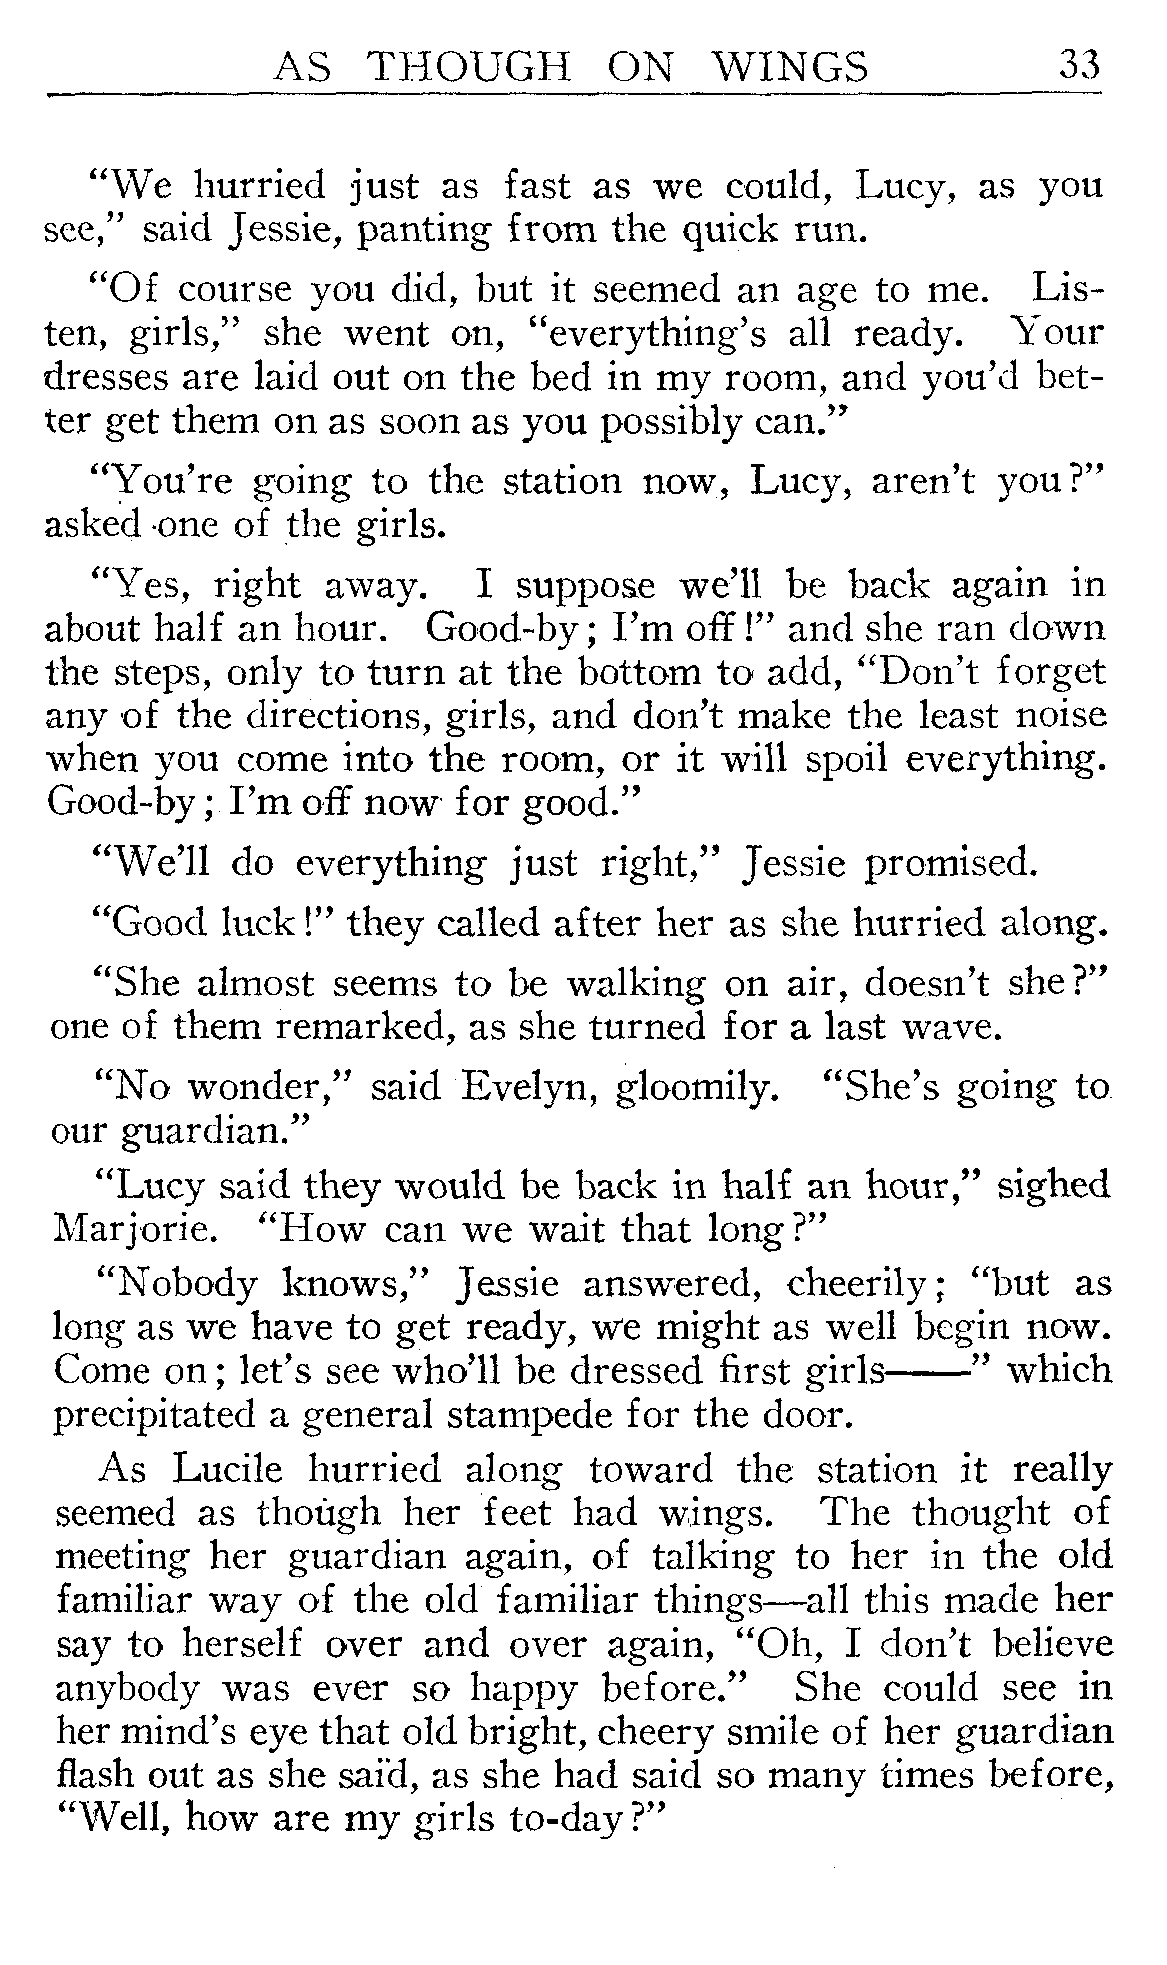 AS THOUGH ON WINGS 33
“We hurried just as fast as we could, Lucy, as you
see,” said Jessie, panting from the quick run.
“Of course you did, but it seemed an age to me. Lis-
ten, girls,” she went on, “everything’s all ready. Your
dresses are laid out on the bed in my room, and you’d bet-
ter get them on as soon as you possibly can.”
“You’re going to the station now, Lucy, aren’t you?”
asked one of the girls.
“Yes, right away. I suppose we’ll be back again in
about half an hour. Good-by; I’m off!” and she ran down
the steps, only to turn at the bottom to add, “Don’t forget
any of the directions, girls, and don’t make the least noise
when you come into the room, or it will spoil everything.
Good-by; I’m off now for good.”
“We’ll do everything just right,” Jessie promised.
“Good luck!” they called after her as she hurried along.
“She almost seems to be walking on air, doesn’t she?”
one of them remarked, as she turned for a last wave.
“No wonder,” said Evelyn, gloomily. “She’s going to
our guardian.”
“Lucy said they would be back in half an hour,” sighed
Marjorie. “How can we wait that long?”
“Nobody knows,” Jessie answered, cheerily; “but as
long as we have to get ready, we might as well begin now.
Come on; let’s see who’ll be dressed first girls——” which
precipitated a general stampede for the door.
As Lucile hurried along toward the station it really
seemed as though her feet had wings. The thought of
meeting her guardian again, of talking to her in the old
familiar way of the old familiar things—all this made her
say to herself over and over again, “Oh, I don’t believe
anybody was ever so happy before.” She could see in
her mind’s eye that old bright, cheery smile of her guardian
flash out as she said, as she had said so many times before,
“Well, how are my girls to-day?”